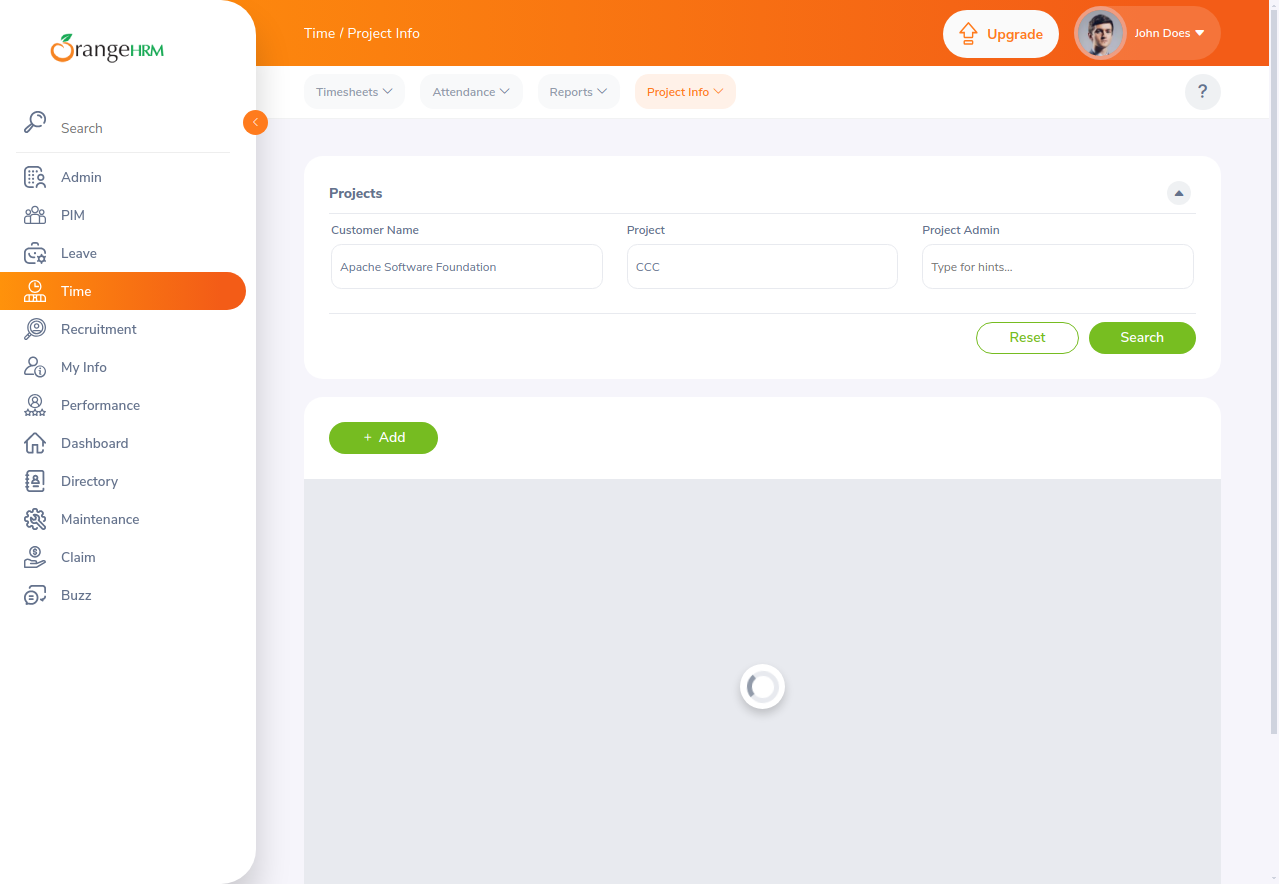 OrangeHRM
Time / Project Info
Upgrade
John Does
Timesheets
Attendance
Reports
Project Info
?
Search
Admin
PIM
Leave
Time
Recruitment
My Info
Performance
Dashboard
Directory
Maintenance
Claim
Buzz
Projects
Customer Name
Project
Project Admin
Apache Software Foundation
CCC
Type for hints...
Reset
Search
+ Add